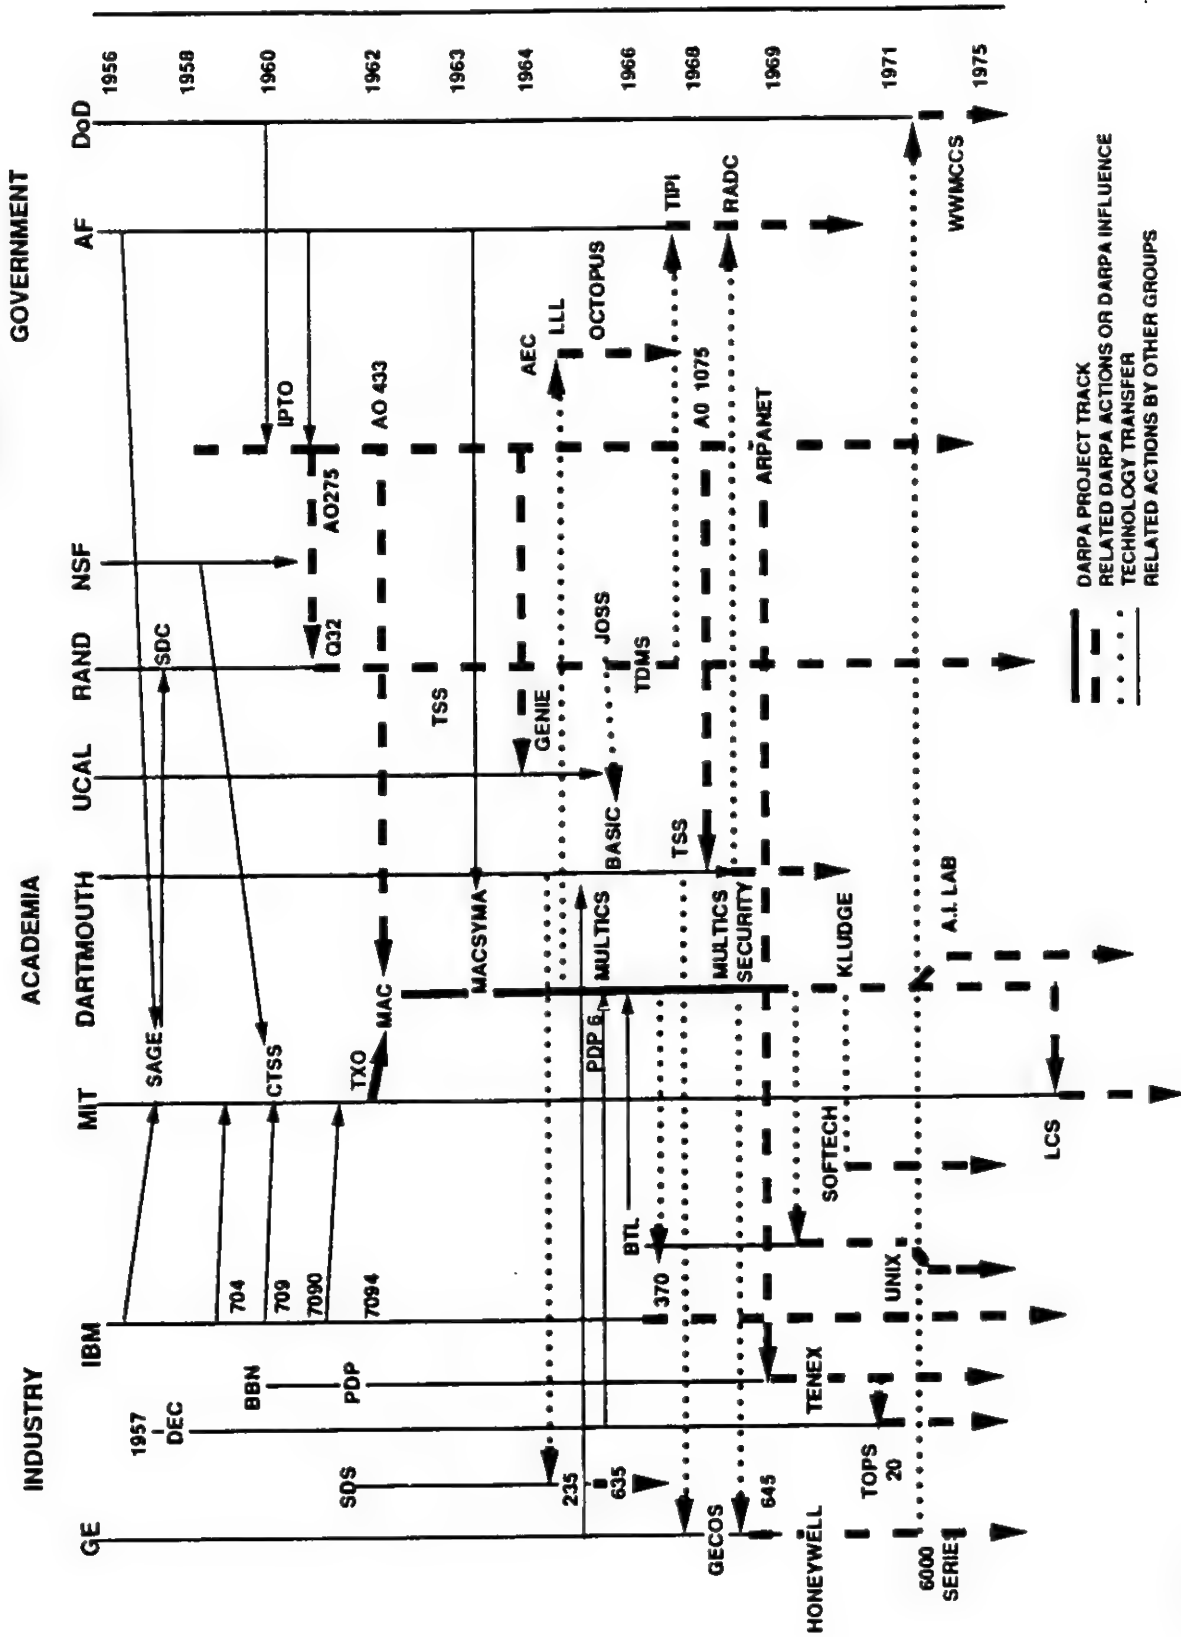 INDUSTRY
ACADEMIA
GOVERNMENT
GE
IBM
MIT
DARTMOUTH
UCAL
RAND
NSF
AF
DoD
1957
DEC
SDS
BBN
PDP
704
709
7090
7094
SAGE
CTSS
TXO
MAC
SDC
Q32
AO275
IPTO
AO 433
TSS
MACSYMA
GENIE
AEC
LLL
OCTOPUS
235
635
PDP 6
MULTICS
BASIC
JOSS
TDMS
TIPI
BTL
370
TSS
AO 1075
RADC
GECOS
645
MULTICS
SECURITY
ARPANET
HONEYWELL
TENEX
SOFTECH
KLUDGE
TOPS
20
UNIX
6000
SERIES
A.I. LAB
WWMCCS
LCS
1956
1958
1960
1962
1963
1964
1966
1968
1969
1971
1975
DARPA PROJECT TRACK
RELATED DARPA ACTIONS OR DARPA INFLUENCE
TECHNOLOGY TRANSFER
RELATED ACTIONS BY OTHER GROUPS